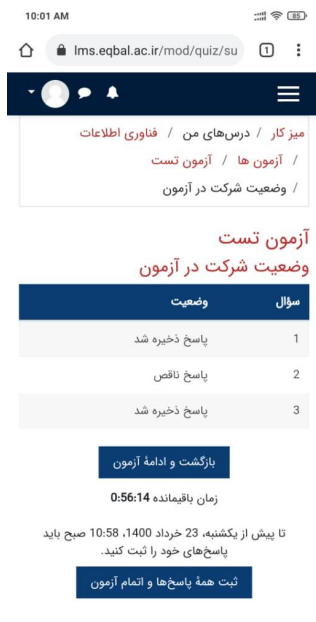 10:01 AM
85
lms.eqbal.ac.ir/mod/quiz/su
1
میز کار / درس‌های من / فناوری اطلاعات
/ آزمون ها / آزمون تست
/ وضعیت شرکت در آزمون
آزمون تست
وضعیت شرکت در آزمون
سؤال وضعیت
1 پاسخ ذخیره شد
2 پاسخ ناقص
3 پاسخ ذخیره شد
بازگشت و ادامهٔ آزمون
زمان باقیمانده 0:56:14
تا پیش از یکشنبه، 23 خرداد 1400، 10:58 صبح باید
پاسخ‌های خود را ثبت کنید.
ثبت همهٔ پاسخ‌ها و اتمام آزمون